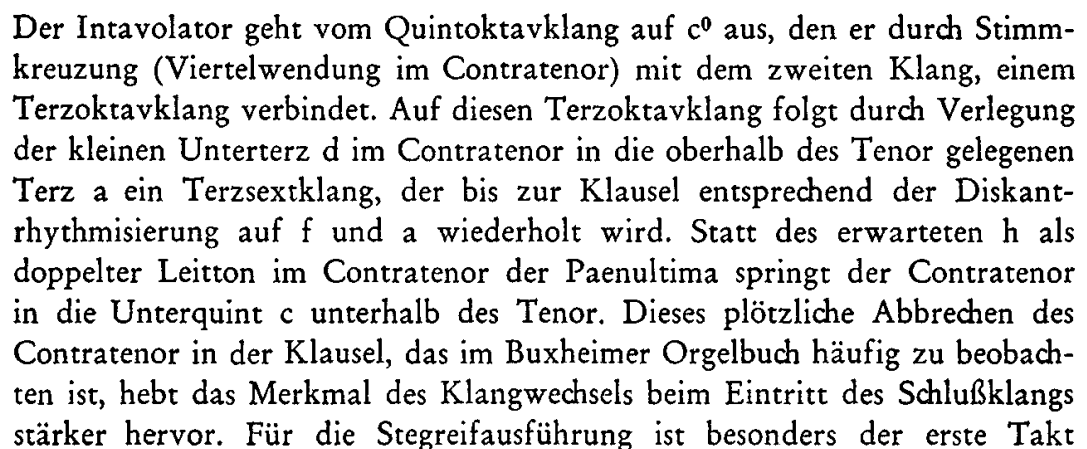 Der Intavolator geht vom Quintoktavklang auf c⁰ aus, den er durch Stimm-
kreuzung (Viertelwendung im Contratenor) mit dem zweiten Klang, einem
Terzoktavklang verbindet. Auf diesen Terzoktavklang folgt durch Verlegung
der kleinen Unterterz d im Contratenor in die oberhalb des Tenor gelegenen
Terz a ein Terzsextklang, der bis zur Klausel entsprechend der Diskant-
rhythmisierung auf f und a wiederholt wird. Statt des erwarteten h als
doppelter Leitton im Contratenor der Paenultima springt der Contratenor
in die Unterquint c unterhalb des Tenor. Dieses plötzliche Abbrechen des
Contratenor in der Klausel, das im Buxheimer Orgelbuch häufig zu beobach-
ten ist, hebt das Merkmal des Klangwechsels beim Eintritt des Schlußklangs
stärker hervor. Für die Stegreifausführung ist besonders der erste Takt